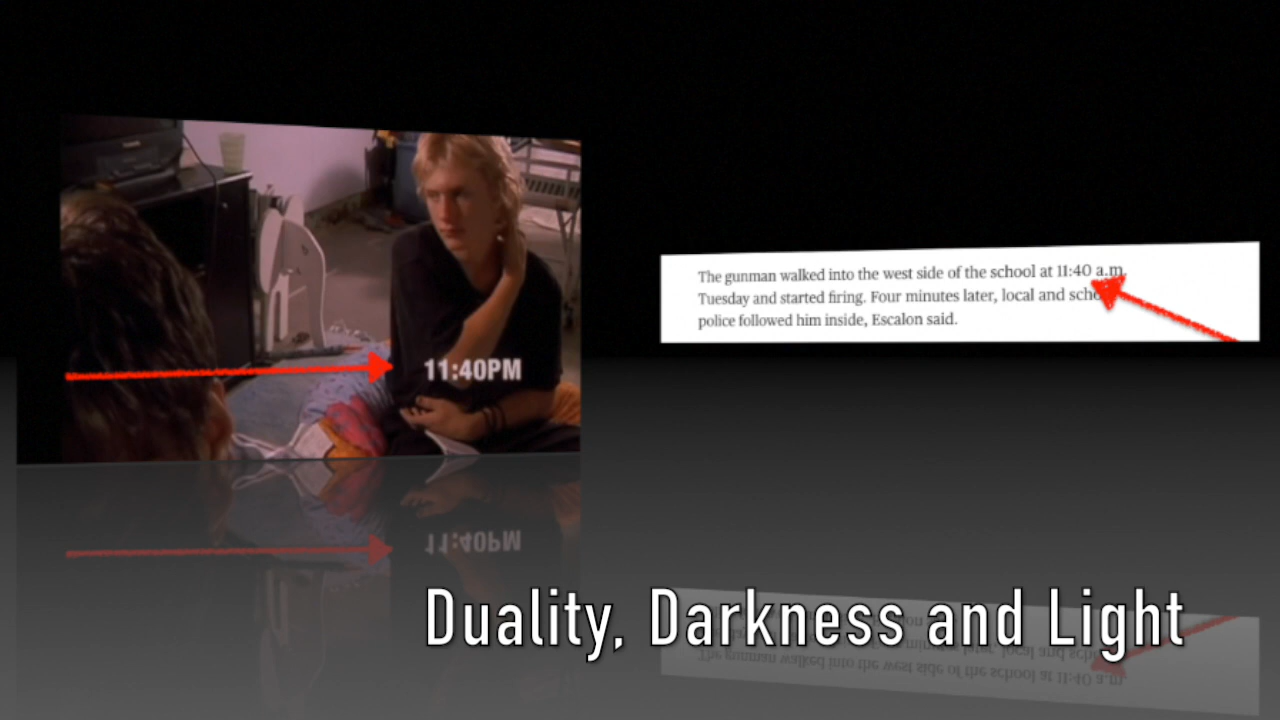 11:40PM
The gunman walked into the west side of the school at 11:40 a.m.
Tuesday and started firing. Four minutes later, local and
police followed him inside, Escalon said.
Duality, Darkness and Light